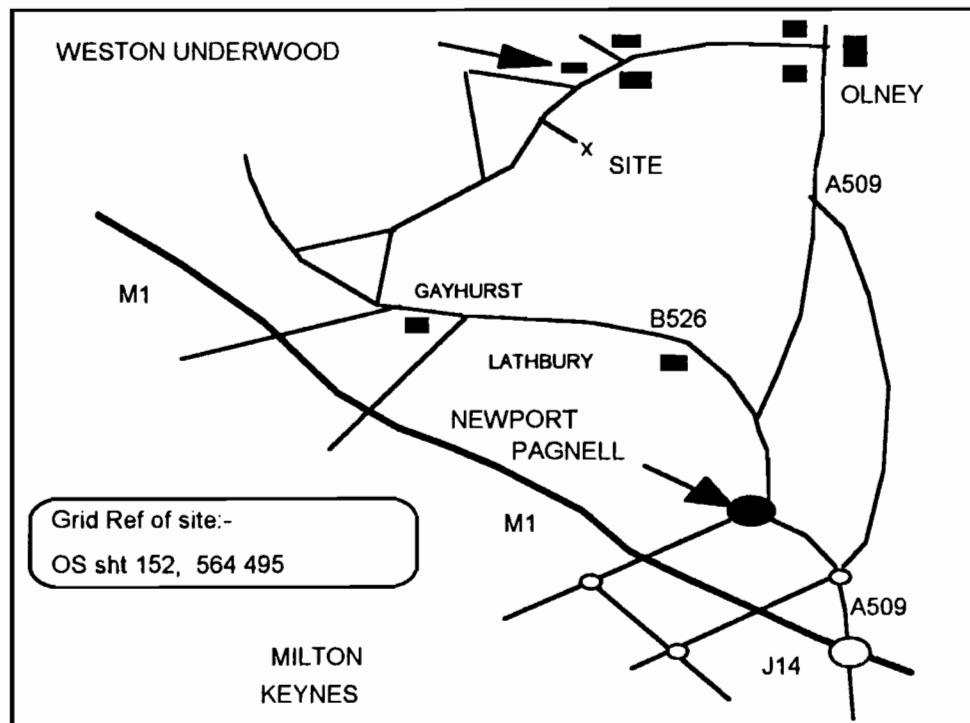 WESTON UNDERWOOD
OLNEY
x
SITE
A509
M1
GAYHURST
B526
LATHBURY
NEWPORT
PAGNELL
M1
Grid Ref of site:-
OS sht 152, 564 495
A509
MILTON
KEYNES
J14